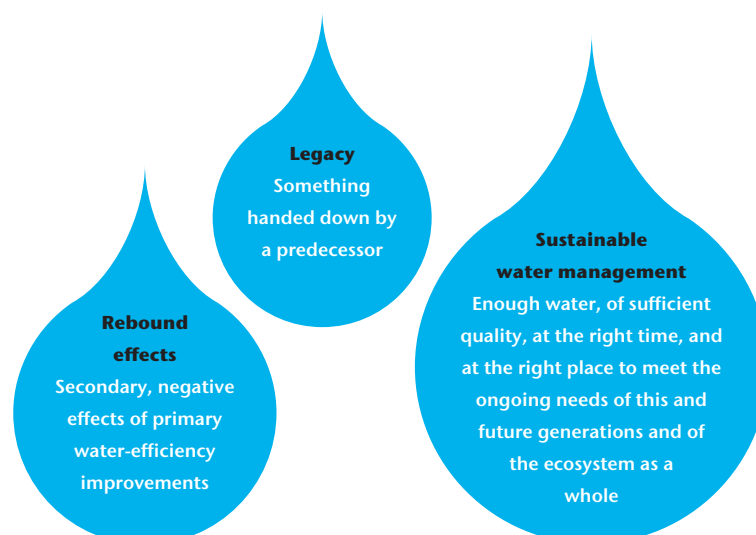 Legacy
Something
handed down by
a predecessor
Sustainable
water management
Enough water, of sufficient
quality, at the right time, and
at the right place to meet the
ongoing needs of this and
future generations and of
the ecosystem as a
whole
Rebound
effects
Secondary, negative
effects of primary
water-efficiency
improvements